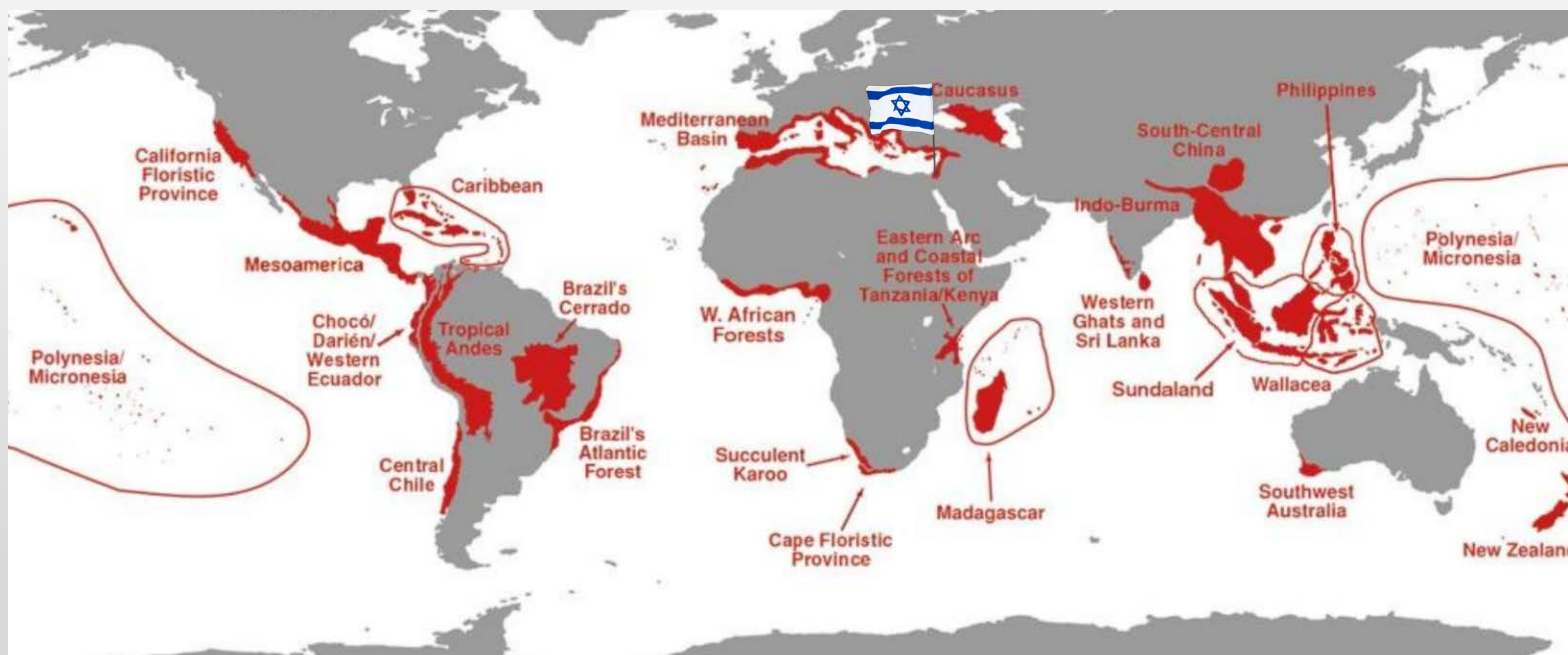 California
Floristic
Province
Caribbean
Mesoamerica
Polynesia/
Micronesia
Chocó/
Darién/
Western
Ecuador
Tropical
Andes
Brazil's
Cerrado
Central
Chile
Brazil's
Atlantic
Forest
Mediterranean
Basin
Caucasus
W. African
Forests
Eastern Arc
and Coastal
Forests of
Tanzania/Kenya
Succulent
Karoo
Cape Floristic
Province
Madagascar
Philippines
South-Central
China
Indo-Burma
Western
Ghats and
Sri Lanka
Sundaland
Wallacea
Polynesia/
Micronesia
Southwest
Australia
New
Caledonia
New Zealand